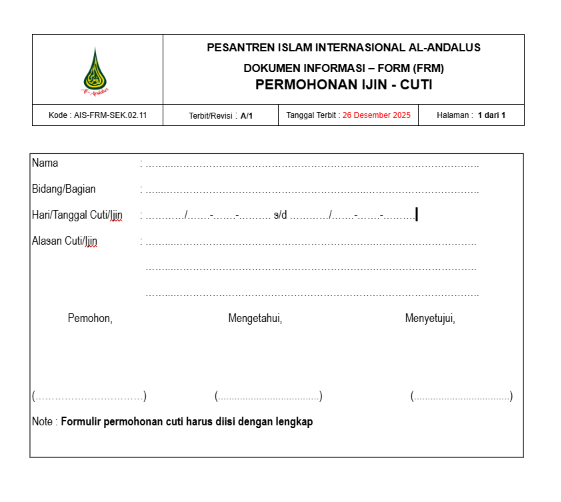 PESANTREN ISLAM INTERNASIONAL AL-ANDALUS
DOKUMEN INFORMASI – FORM (FRM)
PERMOHONAN IJIN - CUTI
Al-Andalus
Kode : AIS-FRM-SEK.02.11 Terbit/Revisi : A/1 Tanggal Terbit : 26 Desember 2025 Halaman : 1 dari 1
Nama : ........................................................................
Bidang/Bagian : ........................................................................
Hari/Tanggal Cuti/Ijin : ............/.......-.......-.......... s/d ............/.......-.......-..........
Alasan Cuti/Ijin : ........................................................................
........................................................................
........................................................................
Pemohon, Mengetahui, Menyetujui,
(................................) (................................) (................................)
Note : Formulir permohonan cuti harus diisi dengan lengkap